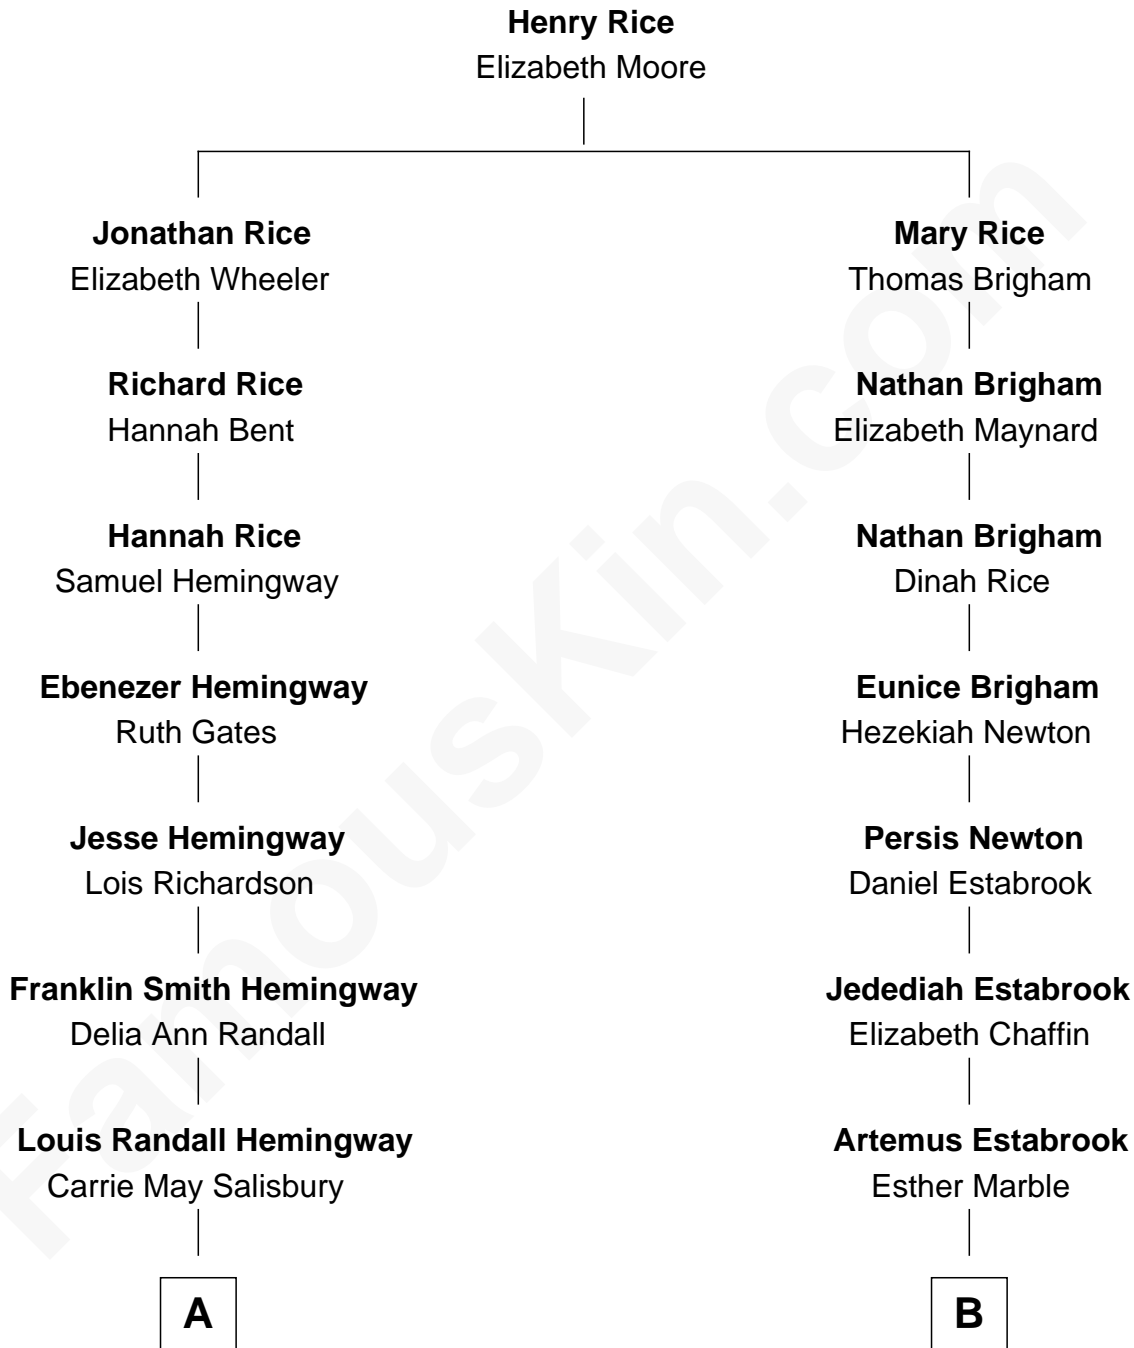 Henry Rice
Elizabeth Moore
Jonathan Rice
Elizabeth Wheeler
Mary Rice
Thomas Brigham
Richard Rice
Hannah Bent
Nathan Brigham
Elizabeth Maynard
Hannah Rice
Samuel Hemingway
Nathan Brigham
Dinah Rice
Ebenezer Hemingway
Ruth Gates
Eunice Brigham
Hezekiah Newton
Jesse Hemingway
Lois Richardson
Persis Newton
Daniel Estabrook
Franklin Smith Hemingway
Delia Ann Randall
Jedediah Estabrook
Elizabeth Chaffin
Louis Randall Hemingway
Carrie May Salisbury
Artemus Estabrook
Esther Marble
A
B
FamousKin.com